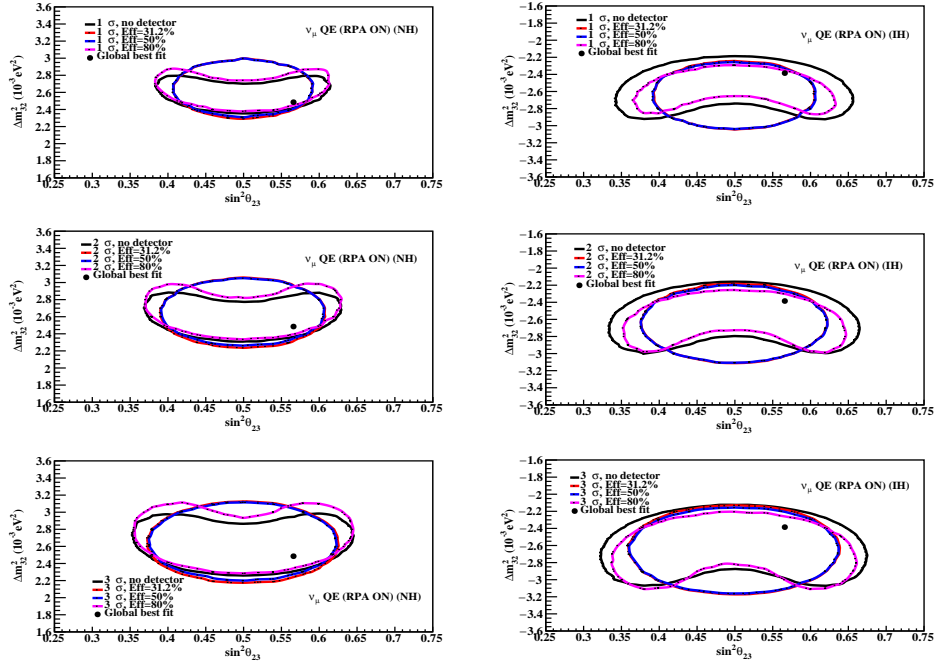 1 σ, no detector
1 σ, Eff=31.2%
1 σ, Eff=50%
1 σ, Eff=80%
Global best fit
νμ QE (RPA ON) (NH)
Δm²32 (10⁻³ eV²)
3.6
3.4
3.1
2.9
2.6
2.4
2.1
1.8
1.6
0.25 0.3 0.35 0.4 0.45 0.5 0.55 0.6 0.65 0.7 0.75
sin²θ23
1 σ, no detector
1 σ, Eff=31.2%
1 σ, Eff=50%
1 σ, Eff=80%
Global best fit
νμ QE (RPA ON) (IH)
Δm²32 (10⁻³ eV²)
−1.6
−1.8
−2
−2.2
−2.4
−2.6
−2.8
−3
−3.2
−3.4
−3.6
0.25 0.3 0.35 0.4 0.45 0.5 0.55 0.6 0.65 0.7 0.75
sin²θ23
2 σ, no detector
2 σ, Eff=31.2%
2 σ, Eff=50%
2 σ, Eff=80%
Global best fit
νμ QE (RPA ON) (NH)
Δm²32 (10⁻³ eV²)
3.6
3.4
3.1
2.9
2.6
2.4
2.1
1.8
1.6
0.25 0.3 0.35 0.4 0.45 0.5 0.55 0.6 0.65 0.7 0.75
sin²θ23
2 σ, no detector
2 σ, Eff=31.2%
2 σ, Eff=50%
2 σ, Eff=80%
Global best fit
νμ QE (RPA ON) (IH)
Δm²32 (10⁻³ eV²)
−1.6
−1.8
−2
−2.2
−2.4
−2.6
−2.8
−3
−3.2
−3.4
−3.6
0.25 0.3 0.35 0.4 0.45 0.5 0.55 0.6 0.65 0.7 0.75
sin²θ23
3 σ, no detector
3 σ, Eff=31.2%
3 σ, Eff=50%
3 σ, Eff=80%
Global best fit
νμ QE (RPA ON) (NH)
Δm²32 (10⁻³ eV²)
3.6
3.4
3.1
2.9
2.6
2.4
2.1
1.8
1.6
0.25 0.3 0.35 0.4 0.45 0.5 0.55 0.6 0.65 0.7 0.75
sin²θ23
3 σ, no detector
3 σ, Eff=31.2%
3 σ, Eff=50%
3 σ, Eff=80%
Global best fit
νμ QE (RPA ON) (IH)
Δm²32 (10⁻³ eV²)
−1.6
−1.8
−2
−2.2
−2.4
−2.6
−2.8
−3
−3.2
−3.4
−3.6
0.25 0.3 0.35 0.4 0.45 0.5 0.55 0.6 0.65 0.7 0.75
sin²θ23